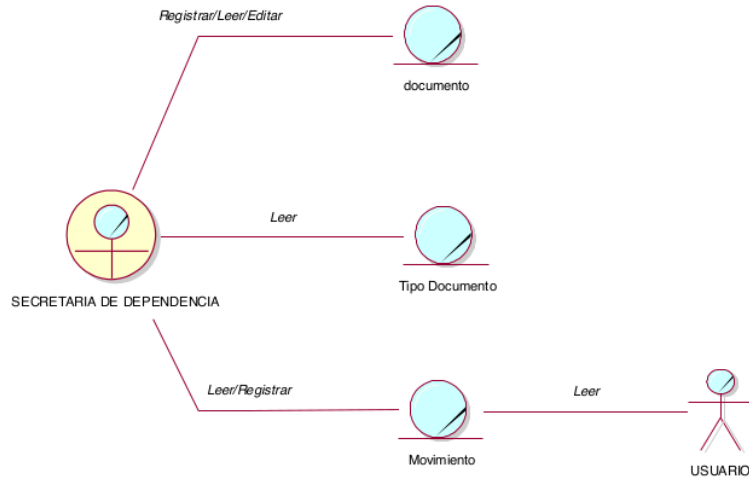 Registrar/Leer/Editar
documento
Leer
Tipo Documento
SECRETARIA DE DEPENDENCIA
Leer/Registrar
Leer
Movimiento
USUARIO